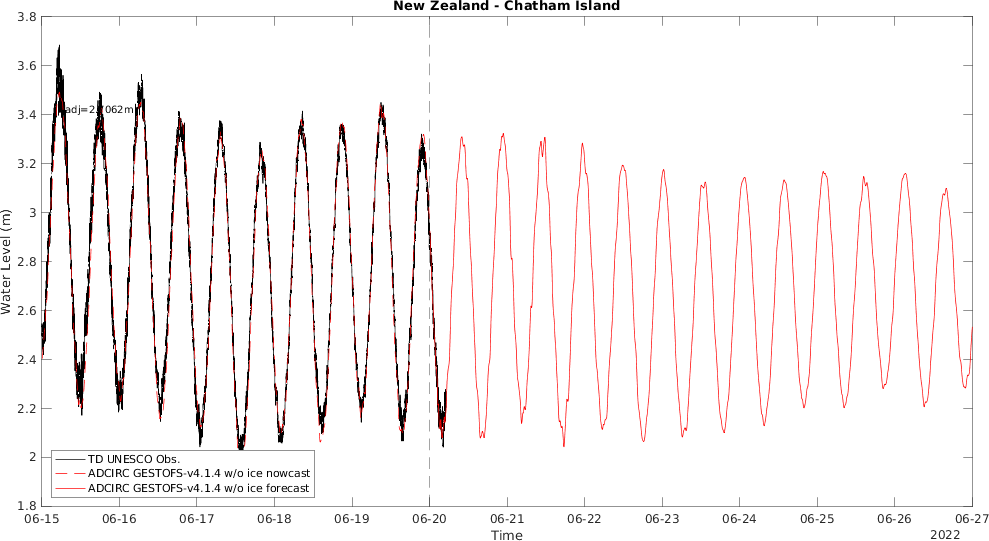 New Zealand - Chatham Island
3.8
3.6
3.4
3.2
3
2.8
2.6
2.4
2.2
2
1.8
Water Level (m)
TD UNESCO Obs.
ADCIRC GESTOFS-v4.1.4 w/o ice nowcast
ADCIRC GESTOFS-v4.1.4 w/o ice forecast
06-15 06-16 06-17 06-18 06-19 06-20 06-21 06-22 06-23 06-24 06-25 06-26 06-27
Time
2022